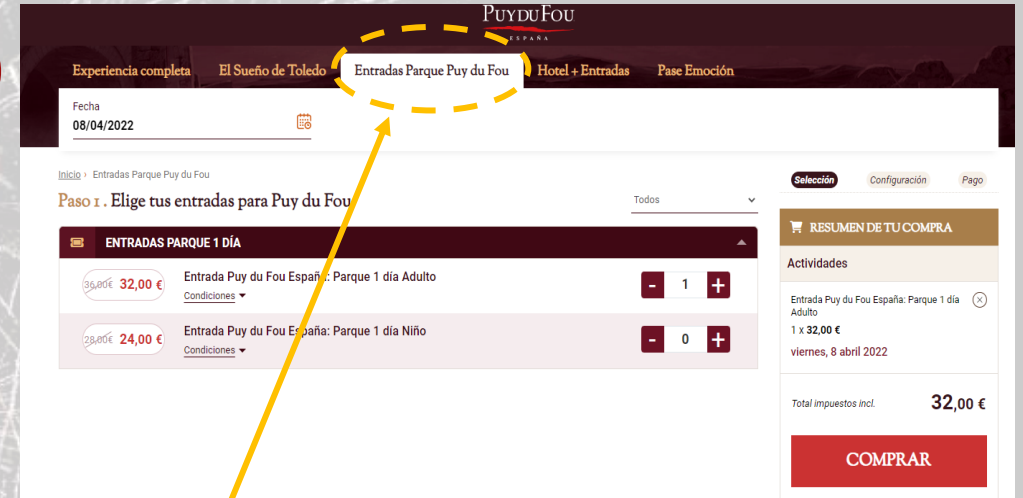 PUYDUFOU
ESPAÑA
Experiencia completa El Sueño de Toledo Entradas Parque Puy du Fou Hotel + Entradas Pase Emoción
Fecha
08/04/2022
Inicio › Entradas Parque Puy du Fou
Selección Configuración Pago
Paso 1 . Elige tus entradas para Puy du Fou
Todos
RESUMEN DE TU COMPRA
ENTRADAS PARQUE 1 DÍA
Actividades
36,00€ 32,00 € Entrada Puy du Fou España: Parque 1 día Adulto - 1 +
Condiciones
Entrada Puy du Fou España: Parque 1 día
Adulto
1 x 32,00 €
viernes, 8 abril 2022
28,00€ 24,00 € Entrada Puy du Fou España: Parque 1 día Niño - 0 +
Condiciones
Total impuestos incl. 32,00 €
COMPRAR